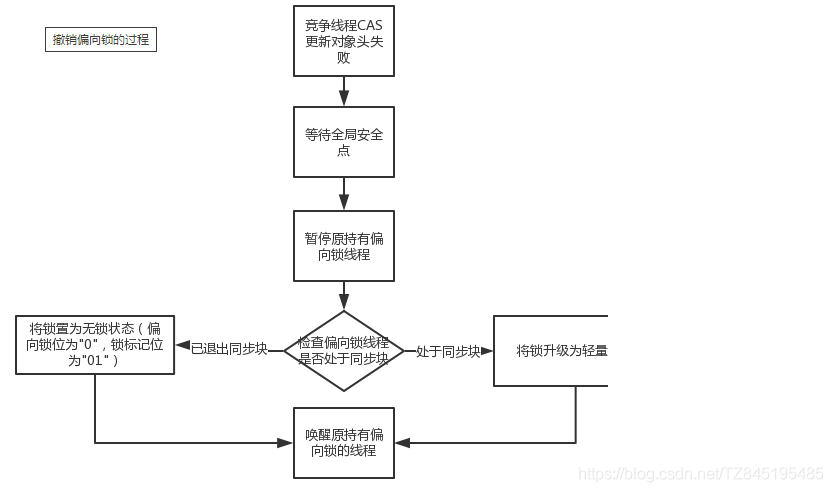 撤销偏向锁的过程
竞争线程CAS
更新对象头失
败
等待全局安全
点
暂停原持有偏
向锁线程
检查偏向锁线程
是否处于同步块
已退出同步块
处于同步块
将锁置为无锁状态（偏
向锁位为"0"，锁标记位
为"01"）
将锁升级为轻量
唤醒原持有偏
向锁的线程
https://blog.csdn.net/TZ845195485